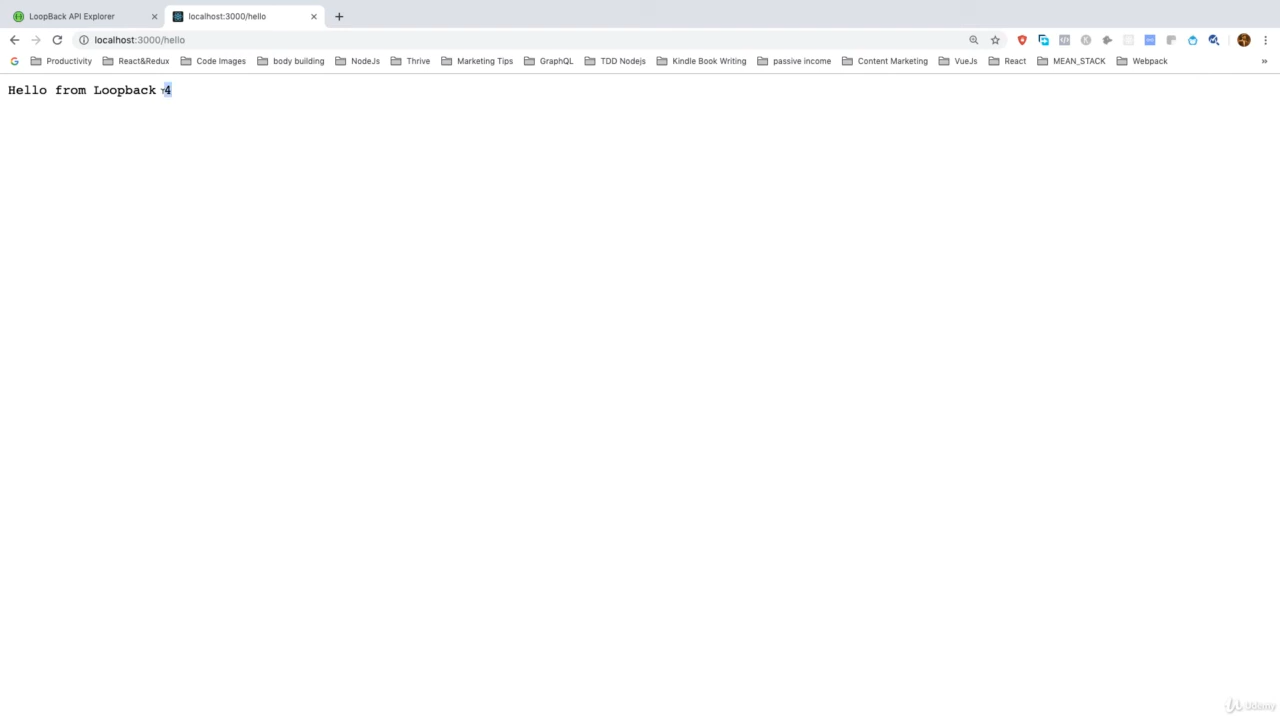 LoopBack API Explorer
localhost:3000/hello
localhost:3000/hello
Productivity React&Redux Code Images body building NodeJs Thrive Marketing Tips GraphQL TDD Nodejs Kindle Book Writing passive income Content Marketing VueJs React MEAN_STACK Webpack »
Hello from Loopback 4
Udemy